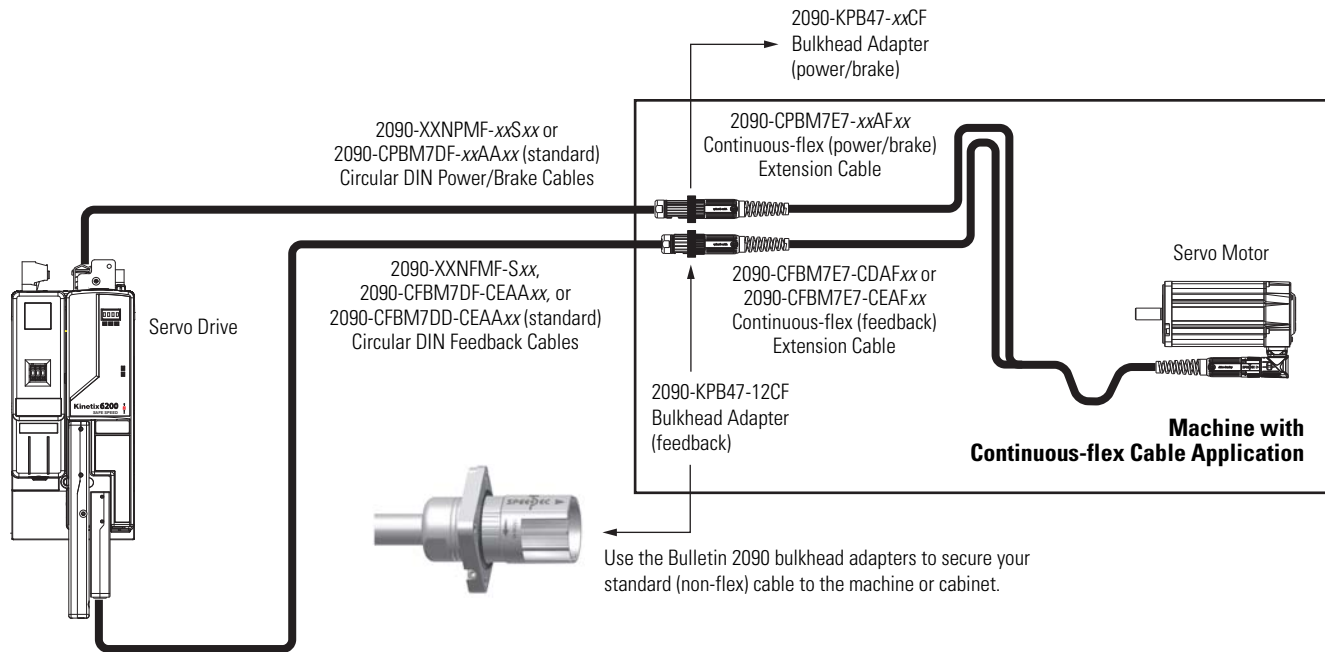 2090-KPB47-xxCF
Bulkhead Adapter
(power/brake)
2090-XXNPMF-xxSxx or
2090-CPBM7DF-xxAAxx (standard)
Circular DIN Power/Brake Cables
2090-CPBM7E7-xxAFxx
Continuous-flex (power/brake)
Extension Cable
Servo Drive
Kinetix 6200
SAFE SPEED
2090-XXNFMF-Sxx,
2090-CFBM7DF-CEAAxx, or
2090-CFBM7DD-CEAAxx (standard)
Circular DIN Feedback Cables
2090-CFBM7E7-CDAFxx or
2090-CFBM7E7-CEAFxx
Continuous-flex (feedback)
Extension Cable
Servo Motor
2090-KPB47-12CF
Bulkhead Adapter
(feedback)
Machine with
Continuous-flex Cable Application
SPEEDTEC
Use the Bulletin 2090 bulkhead adapters to secure your
standard (non-flex) cable to the machine or cabinet.